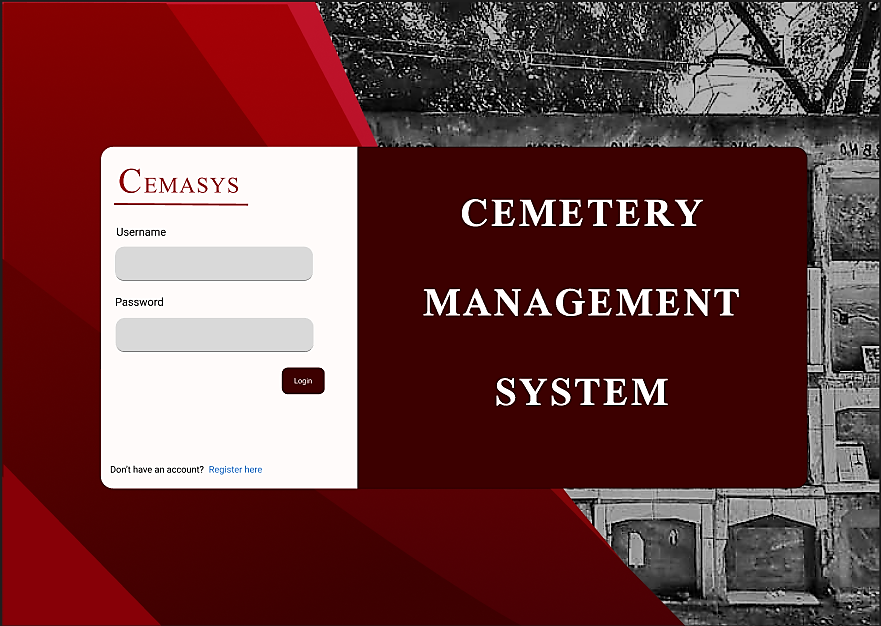 CEMASYS
Username
Password
Login
Don't have an account? Register here
CEMETERY
MANAGEMENT
SYSTEM